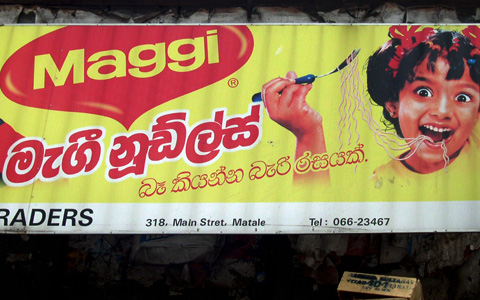 Maggi ®
මැගී නූඩ්ල්ස්
බෑ කියන්න බැරි රසයක්.
RADERS
318, Main Stret, Matale Tel : 066-23467